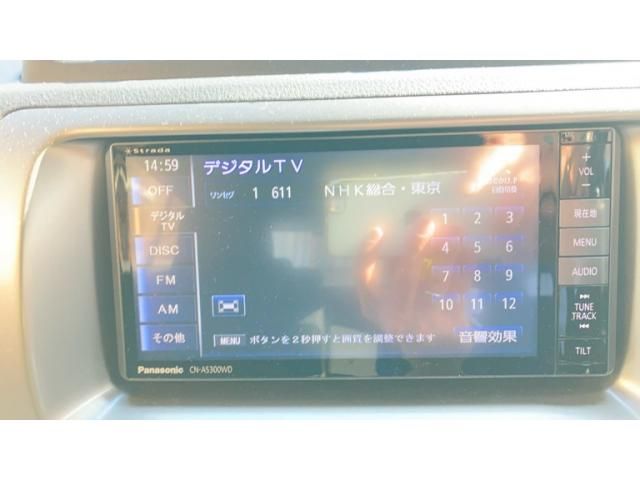 Strada
14:59 デジタルTV
OFF
ワンセグ 1 611 NHK総合・東京
自動切替
デジタル
TV
DISC
FM
AM
その他
1 2 3
4 5 6
7 8 9
10 11 12
MENU ボタンを2秒押すと画質を調整できます
音響効果
+
VOL
−
現在地
MENU
AUDIO
TUNE
TRACK
TILT
Panasonic CN-AS300WD